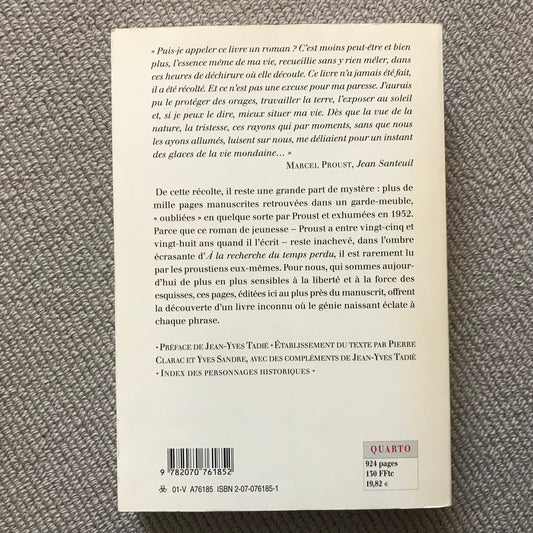 « Puis-je appeler ce livre un roman ? C'est moins peut-être et bien
plus, l'essence même de ma vie, recueillie sans y rien mêler, dans
ces heures de déchirure où elle découle. Ce livre n'a jamais été fait,
il a été récolté. Et ce n'est pas une excuse pour ma paresse. J'aurais
pu le protéger des orages, travailler la terre, l'exposer au soleil
et, si je peux le dire, mieux situer ma vie. Dès que la vue de la
nature, la tristesse, ces rayons qui par moments, sans que nous
les ayons allumés, luisent sur nous, me déliaient pour un instant
des glaces de la vie mondaine… »
MARCEL PROUST, Jean Santeuil
De cette récolte, il reste une grande part de mystère : plus de
mille pages manuscrites retrouvées dans un garde-meuble,
« oubliées » en quelque sorte par Proust et exhumées en 1952.
Parce que ce roman de jeunesse – Proust a entre vingt-cinq et
vingt-huit ans quand il l'écrit – reste inachevé, dans l'ombre
écrasante d'À la recherche du temps perdu, il est rarement lu
par les proustiens eux-mêmes. Pour nous, qui sommes aujour-
d'hui de plus en plus sensibles à la liberté et à la force des
esquisses, ces pages, éditées ici au plus près du manuscrit, offrent
la découverte d'un livre inconnu où le génie naissant éclate à
chaque phrase.
• PRÉFACE DE JEAN-YVES TADIÉ • ÉTABLISSEMENT DU TEXTE PAR PIERRE
CLARAC ET YVES SANDRE, AVEC DES COMPLÉMENTS DE JEAN-YVES TADIÉ
• INDEX DES PERSONNAGES HISTORIQUES •
9 782070 761852
01-V A76185 ISBN 2-07-076185-1
QUARTO
924 pages
130 FFtc
19,82 €